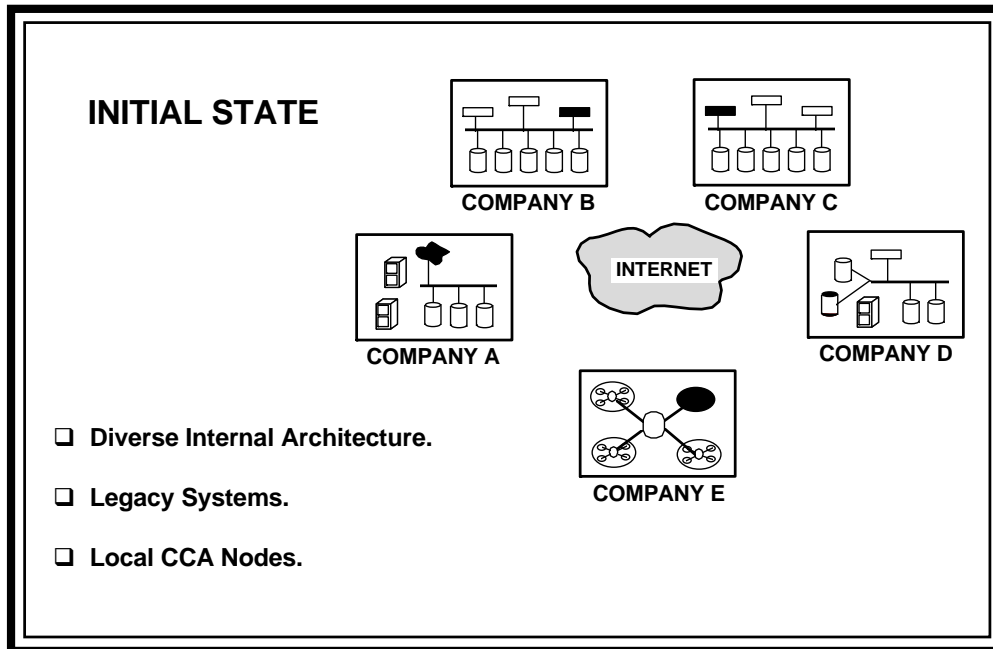 INITIAL STATE
COMPANY B
COMPANY C
INTERNET
COMPANY A
COMPANY D
COMPANY E
❑ Diverse Internal Architecture.
❑ Legacy Systems.
❑ Local CCA Nodes.